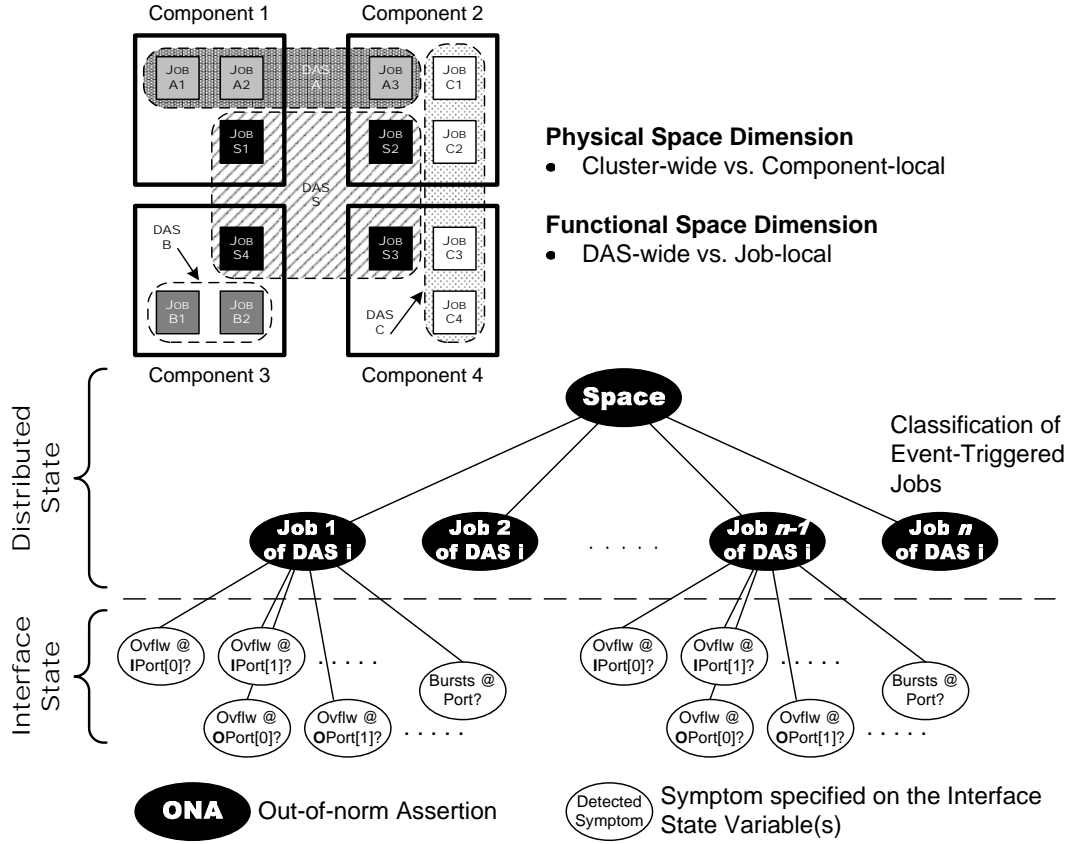 Component 1
Component 2
JOB A1
JOB A2
DAS A
JOB A3
JOB C1
JOB S1
JOB S2
JOB C2
DAS S
Physical Space Dimension
• Cluster-wide vs. Component-local
Functional Space Dimension
• DAS-wide vs. Job-local
DAS B
JOB S4
JOB S3
JOB C3
JOB B1
JOB B2
DAS C
JOB C4
Component 3
Component 4
Distributed State
Space
Classification of
Event-Triggered
Jobs
Job 1
of DAS i
Job 2
of DAS i
. . . . .
Job n-1
of DAS i
Job n
of DAS i
Interface State
Ovflw @
IPort[0]?
Ovflw @
IPort[1]?
. . . . .
Bursts @
Port?
Ovflw @
OPort[0]?
Ovflw @
OPort[1]?
. . . . .
Ovflw @
IPort[0]?
Ovflw @
IPort[1]?
. . . . .
Bursts @
Port?
Ovflw @
OPort[0]?
Ovflw @
OPort[1]?
. . . . .
ONA
Out-of-norm Assertion
Detected
Symptom
Symptom specified on the Interface
State Variable(s)